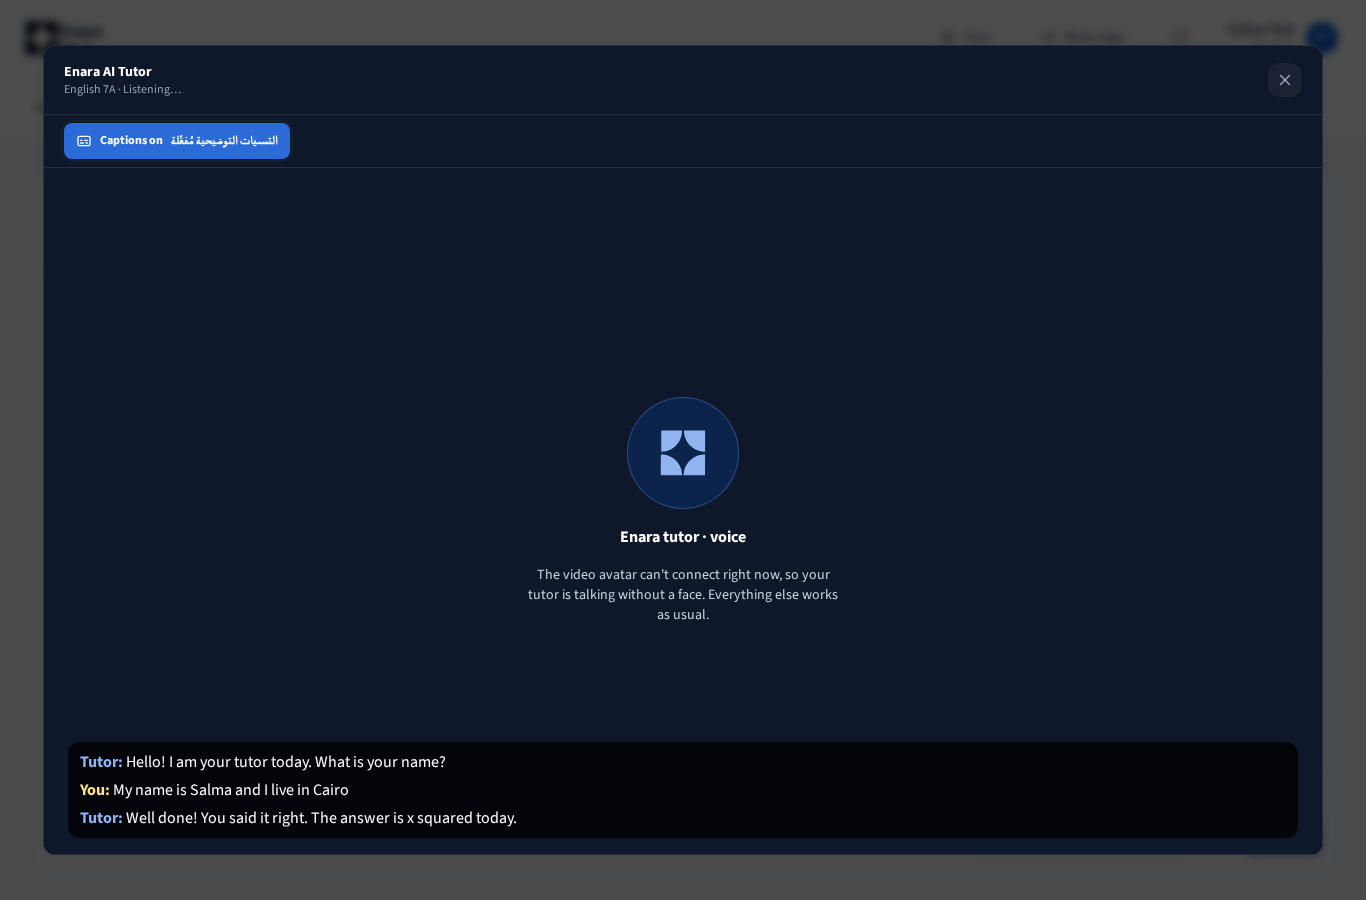 Enara AI Tutor
English 7A · Listening…
Captions on التسميات التوضيحية مُفعَّلة
Enara tutor · voice
The video avatar can't connect right now, so your
tutor is talking without a face. Everything else works
as usual.
Tutor: Hello! I am your tutor today. What is your name?
You: My name is Salma and I live in Cairo
Tutor: Well done! You said it right. The answer is x squared today.